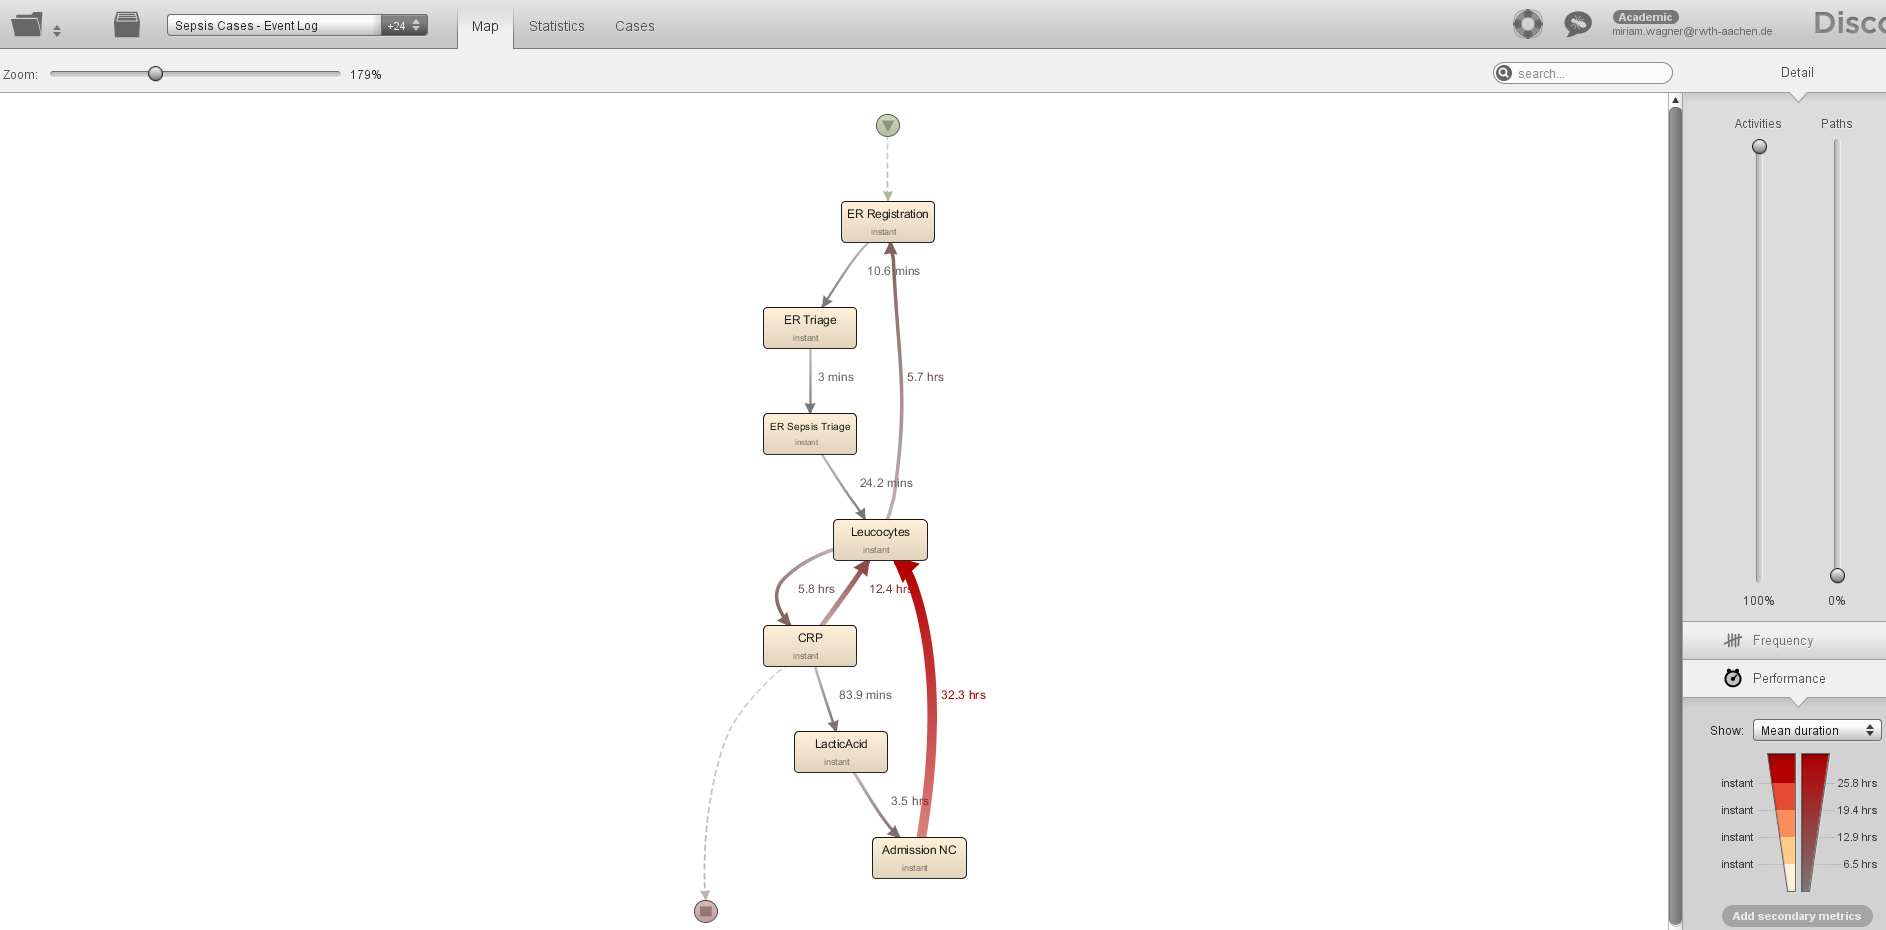 Sepsis Cases - Event Log
+24
Map
Statistics
Cases
Academic
miriam.wagner@rwth-aachen.de
Disco
Zoom:
179%
search...
Detail
Activities
Paths
100%
0%
Frequency
Performance
Show:
Mean duration
instant
25.8 hrs
instant
19.4 hrs
instant
12.9 hrs
instant
6.5 hrs
Add secondary metrics
ER Registration
instant
10.6 mins
ER Triage
instant
3 mins
5.7 hrs
ER Sepsis Triage
instant
24.2 mins
Leucocytes
instant
5.8 hrs
12.4 hrs
CRP
instant
83.9 mins
32.3 hrs
LacticAcid
instant
3.5 hrs
Admission NC
instant